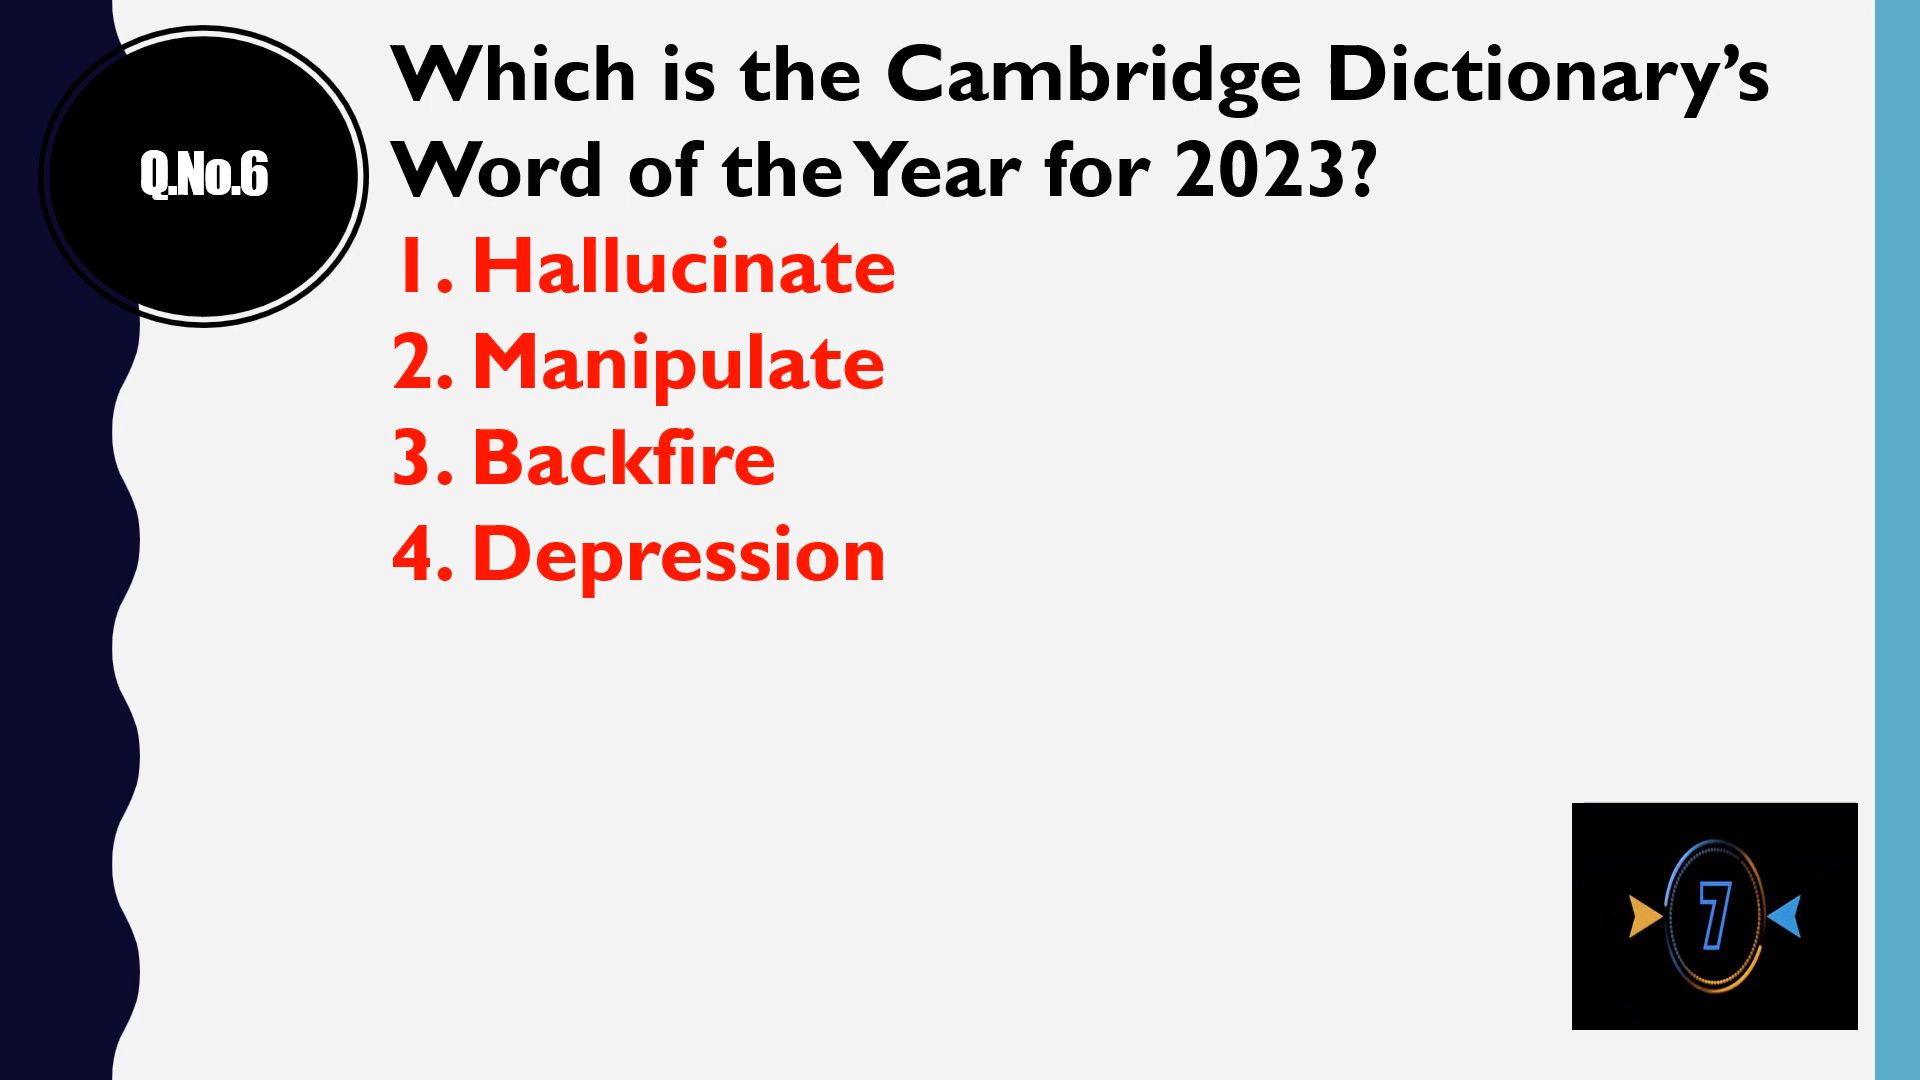 Q.No.6
Which is the Cambridge Dictionary’s
Word of the Year for 2023?
1. Hallucinate
2. Manipulate
3. Backfire
4. Depression
7